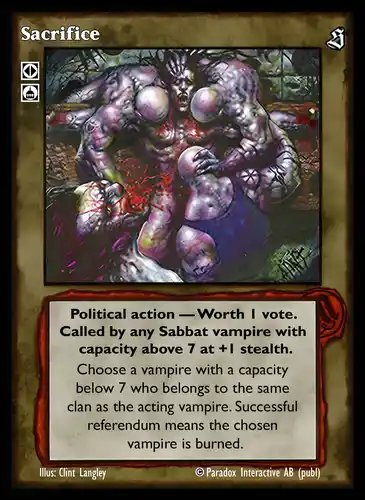 Sacrifice
Political action — Worth 1 vote.
Called by any Sabbat vampire with
capacity above 7 at +1 stealth.
Choose a vampire with a capacity
below 7 who belongs to the same
clan as the acting vampire. Successful
referendum means the chosen
vampire is burned.
Illus: Clint Langley © Paradox Interactive AB (publ)